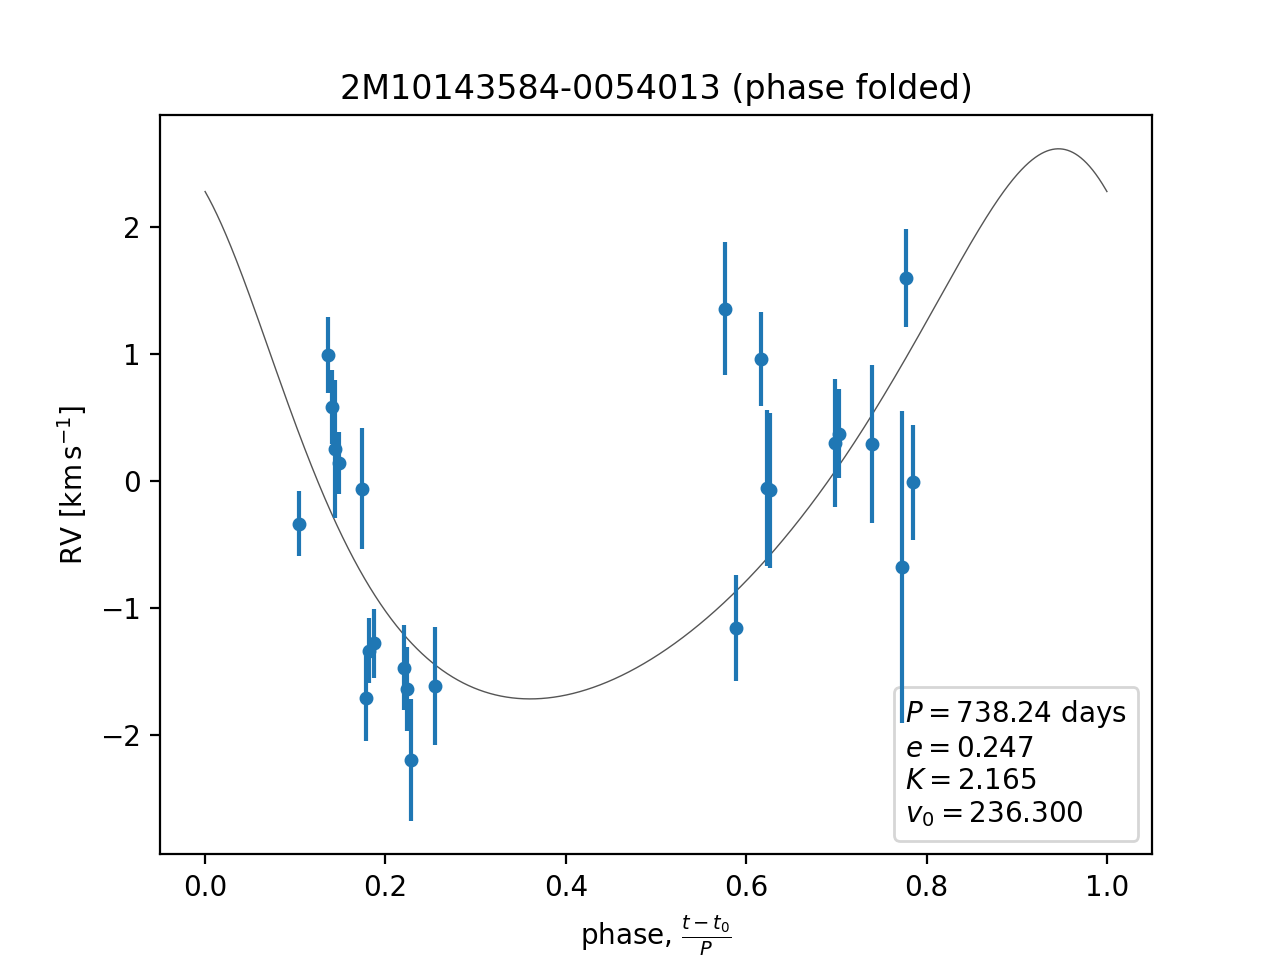 2M10143584-0054013 (phase folded)
RV [km s⁻¹]
2
1
0
−1
−2
P = 738.24 days
e = 0.247
K = 2.165
v₀ = 236.300
0.0 0.2 0.4 0.6 0.8 1.0
phase, (t − t₀)/P